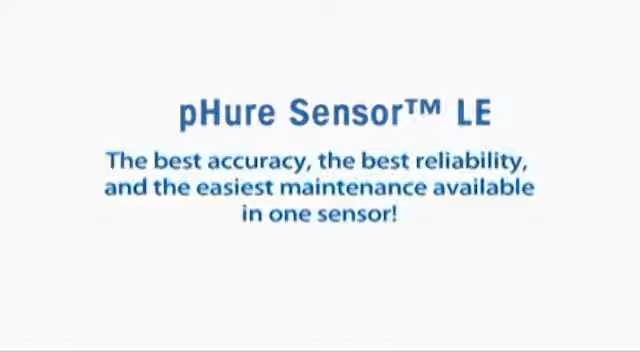 pHure Sensor™ LE
The best accuracy, the best reliability,
and the easiest maintenance available
in one sensor!